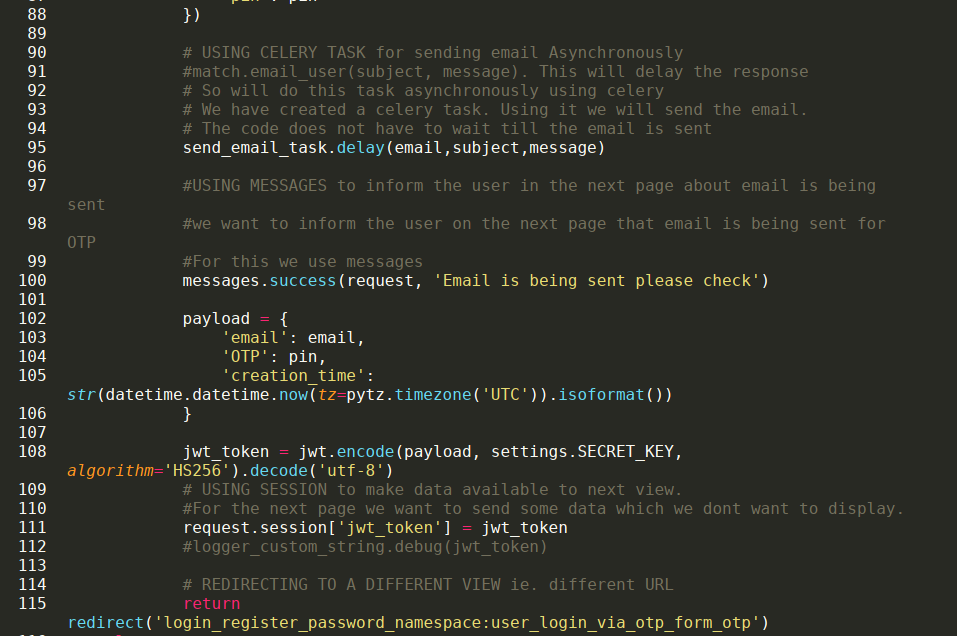 88 })
89
90 # USING CELERY TASK for sending email Asynchronously
91 #match.email_user(subject, message). This will delay the response
92 # So will do this task asynchronously using celery
93 # We have created a celery task. Using it we will send the email.
94 # The code does not have to wait till the email is sent
95 send_email_task.delay(email,subject,message)
96
97 #USING MESSAGES to inform the user in the next page about email is being
sent
98 #we want to inform the user on the next page that email is being sent for
OTP
99 #For this we use messages
100 messages.success(request, 'Email is being sent please check')
101
102 payload = {
103 'email': email,
104 'OTP': pin,
105 'creation_time':
str(datetime.datetime.now(tz=pytz.timezone('UTC')).isoformat())
106 }
107
108 jwt_token = jwt.encode(payload, settings.SECRET_KEY,
algorithm='HS256').decode('utf-8')
109 # USING SESSION to make data available to next view.
110 #For the next page we want to send some data which we dont want to display.
111 request.session['jwt_token'] = jwt_token
112 #logger_custom_string.debug(jwt_token)
113
114 # REDIRECTING TO A DIFFERENT VIEW ie. different URL
115 return
redirect('login_register_password_namespace:user_login_via_otp_form_otp')